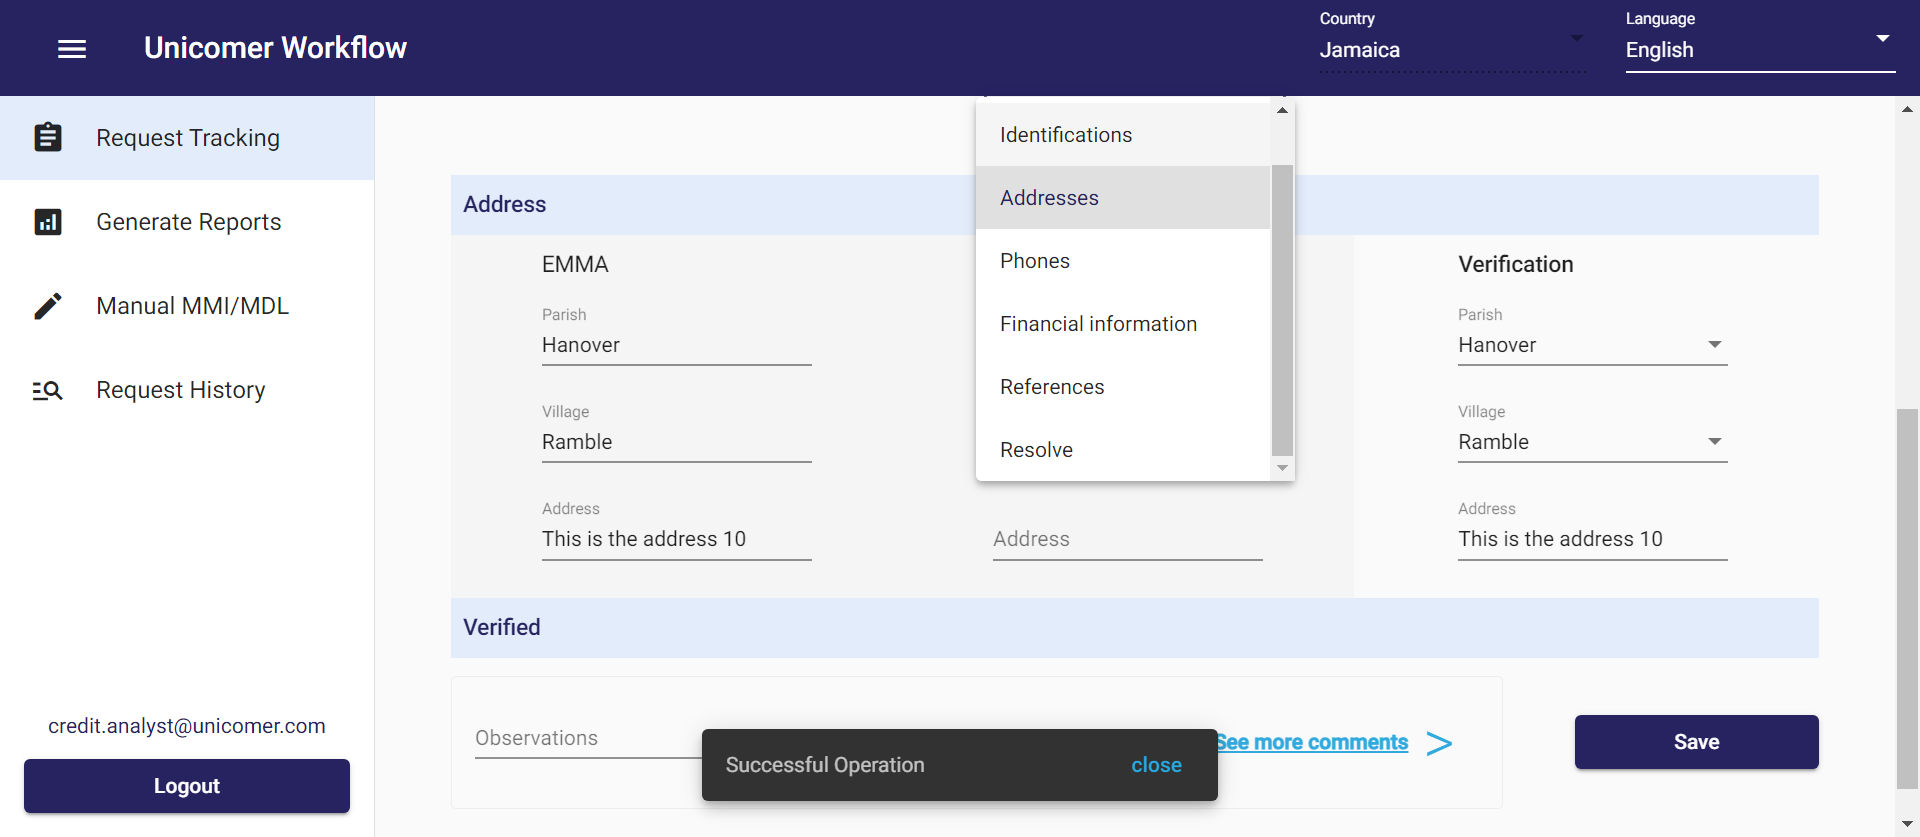 Unicomer Workflow
Country
Jamaica
Language
English
Request Tracking
Generate Reports
Manual MMI/MDL
Request History
credit.analyst@unicomer.com
Logout
Identifications
Addresses
Phones
Financial information
References
Resolve
Address
EMMA
Parish
Hanover
Village
Ramble
Address
This is the address 10
Address
Verification
Parish
Hanover
Village
Ramble
Address
This is the address 10
Verified
Observations
See more comments
Save
Successful Operation
close